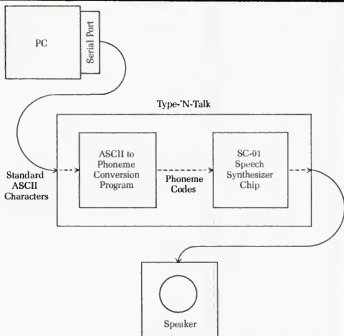 PC
Serial Port
Type-'N-Talk
Standard
ASCII
Characters
ASCII to
Phoneme
Conversion
Program
Phoneme
Codes
SC-01
Speech
Synthesizer
Chip
Speaker